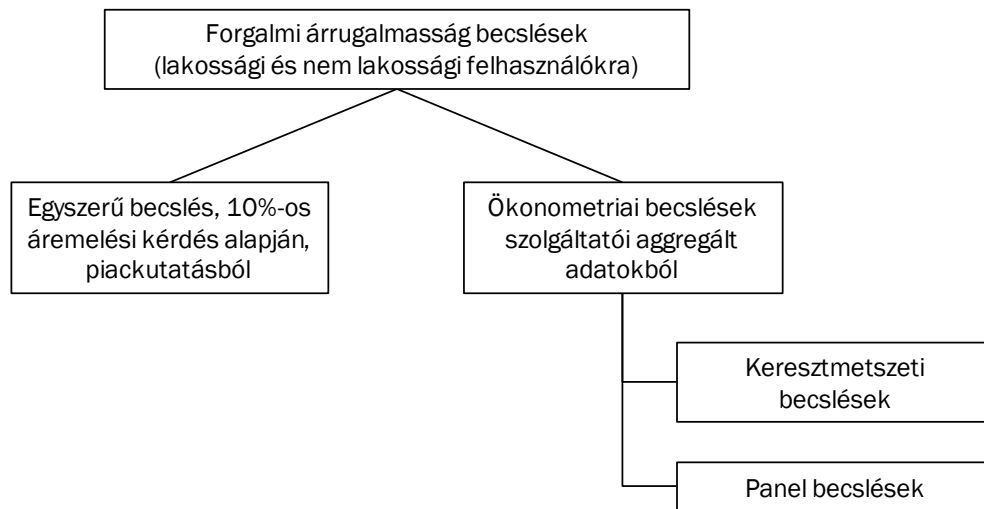 Forgalmi árrugalmasság becslések
(lakossági és nem lakossági felhasználókra)
Egyszerű becslés, 10%-os
áremelési kérdés alapján,
piackutatásból
Ökonometriai becslések
szolgáltatói aggregált
adatokból
Keresztmetszeti
becslések
Panel becslések